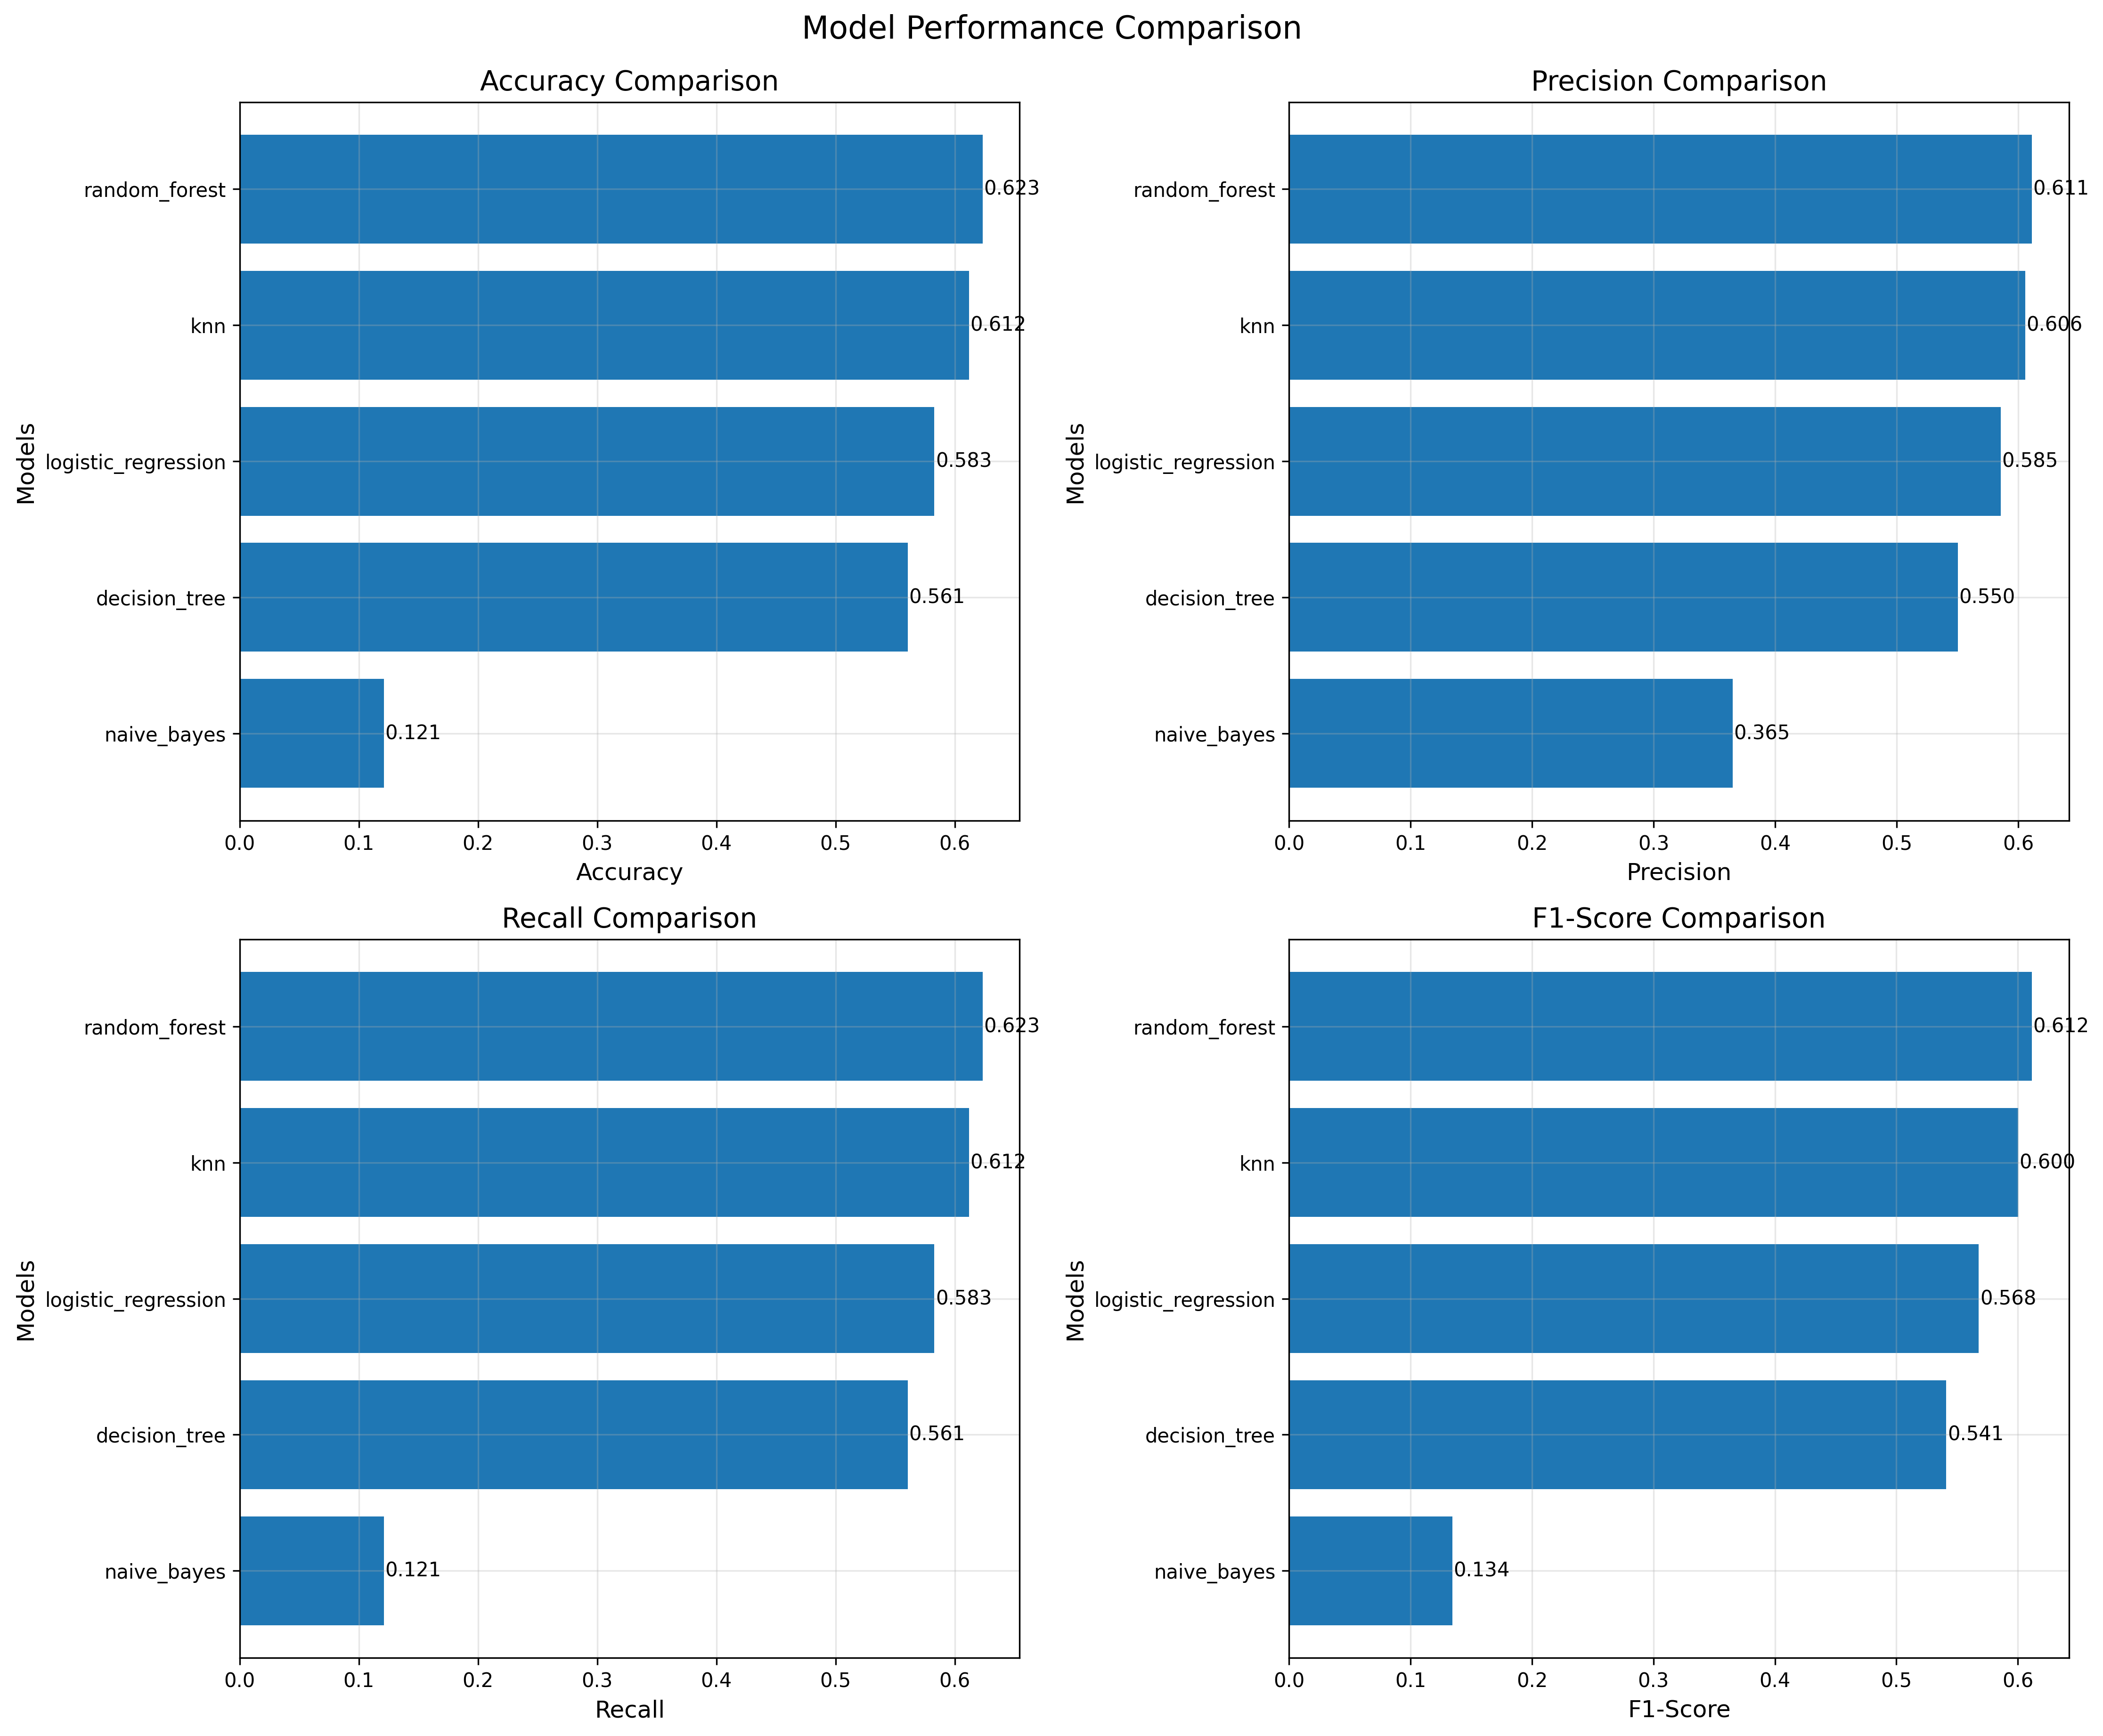 Model Performance Comparison
Accuracy Comparison
Models
random_forest
0.623
knn
0.612
logistic_regression
0.583
decision_tree
0.561
naive_bayes
0.121
0.0 0.1 0.2 0.3 0.4 0.5 0.6
Accuracy
Precision Comparison
Models
random_forest
0.611
knn
0.606
logistic_regression
0.585
decision_tree
0.550
naive_bayes
0.365
0.0 0.1 0.2 0.3 0.4 0.5 0.6
Precision
Recall Comparison
Models
random_forest
0.623
knn
0.612
logistic_regression
0.583
decision_tree
0.561
naive_bayes
0.121
0.0 0.1 0.2 0.3 0.4 0.5 0.6
Recall
F1-Score Comparison
Models
random_forest
0.612
knn
0.600
logistic_regression
0.568
decision_tree
0.541
naive_bayes
0.134
0.0 0.1 0.2 0.3 0.4 0.5 0.6
F1-Score